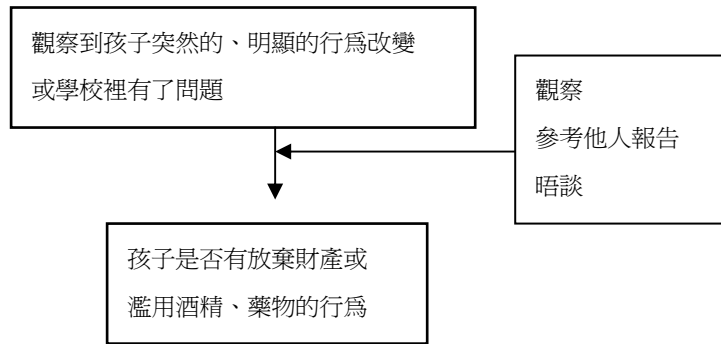 觀察到孩子突然的、明顯的行為改變
或學校裡有了問題
觀察
參考他人報告
晤談
孩子是否有放棄財產或
濫用酒精、藥物的行為